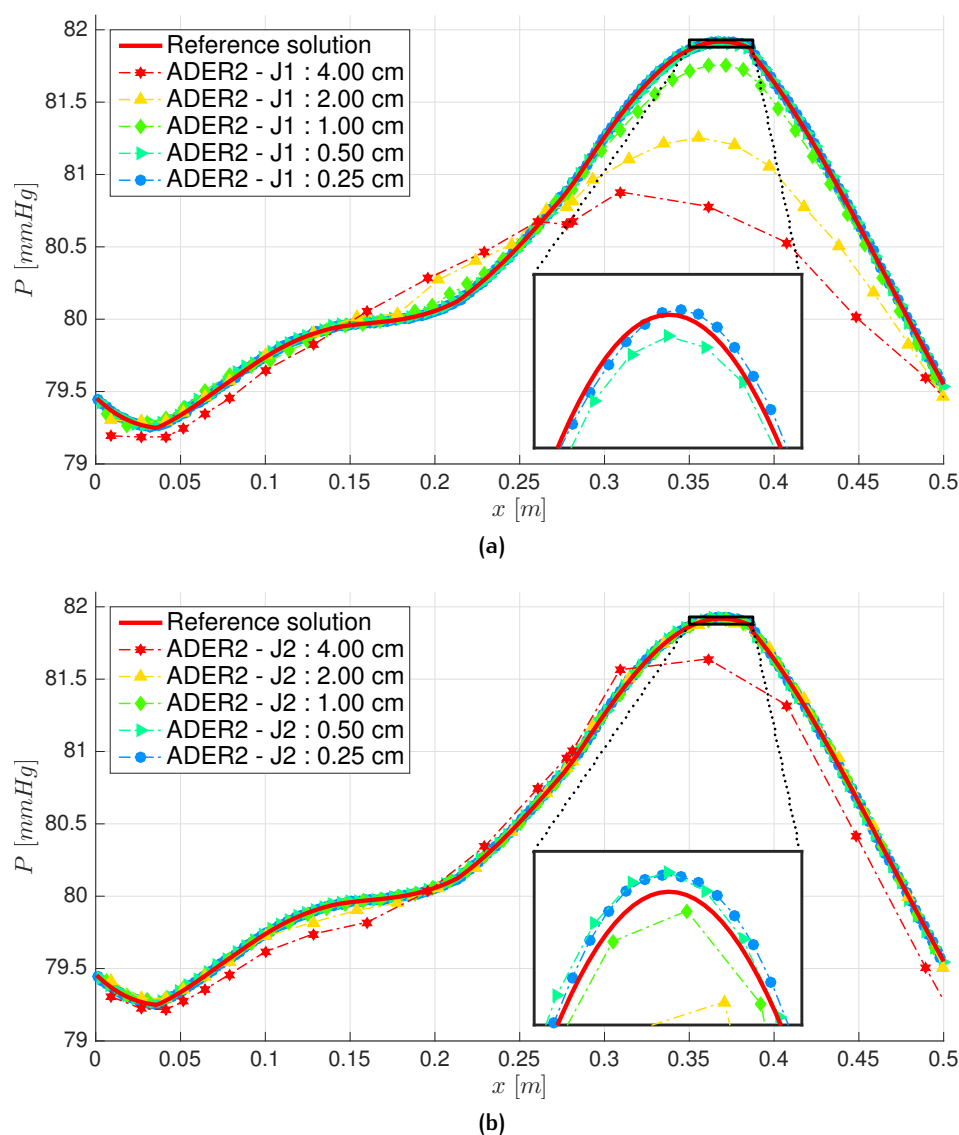 82
81.5
81
80.5
80
79.5
79
P [mmHg]
Reference solution
ADER2 - J1 : 4.00 cm
ADER2 - J1 : 2.00 cm
ADER2 - J1 : 1.00 cm
ADER2 - J1 : 0.50 cm
ADER2 - J1 : 0.25 cm
0 0.05 0.1 0.15 0.2 0.25 0.3 0.35 0.4 0.45 0.5
x [m]
(a)
82
81.5
81
80.5
80
79.5
79
P [mmHg]
Reference solution
ADER2 - J2 : 4.00 cm
ADER2 - J2 : 2.00 cm
ADER2 - J2 : 1.00 cm
ADER2 - J2 : 0.50 cm
ADER2 - J2 : 0.25 cm
0 0.05 0.1 0.15 0.2 0.25 0.3 0.35 0.4 0.45 0.5
x [m]
(b)